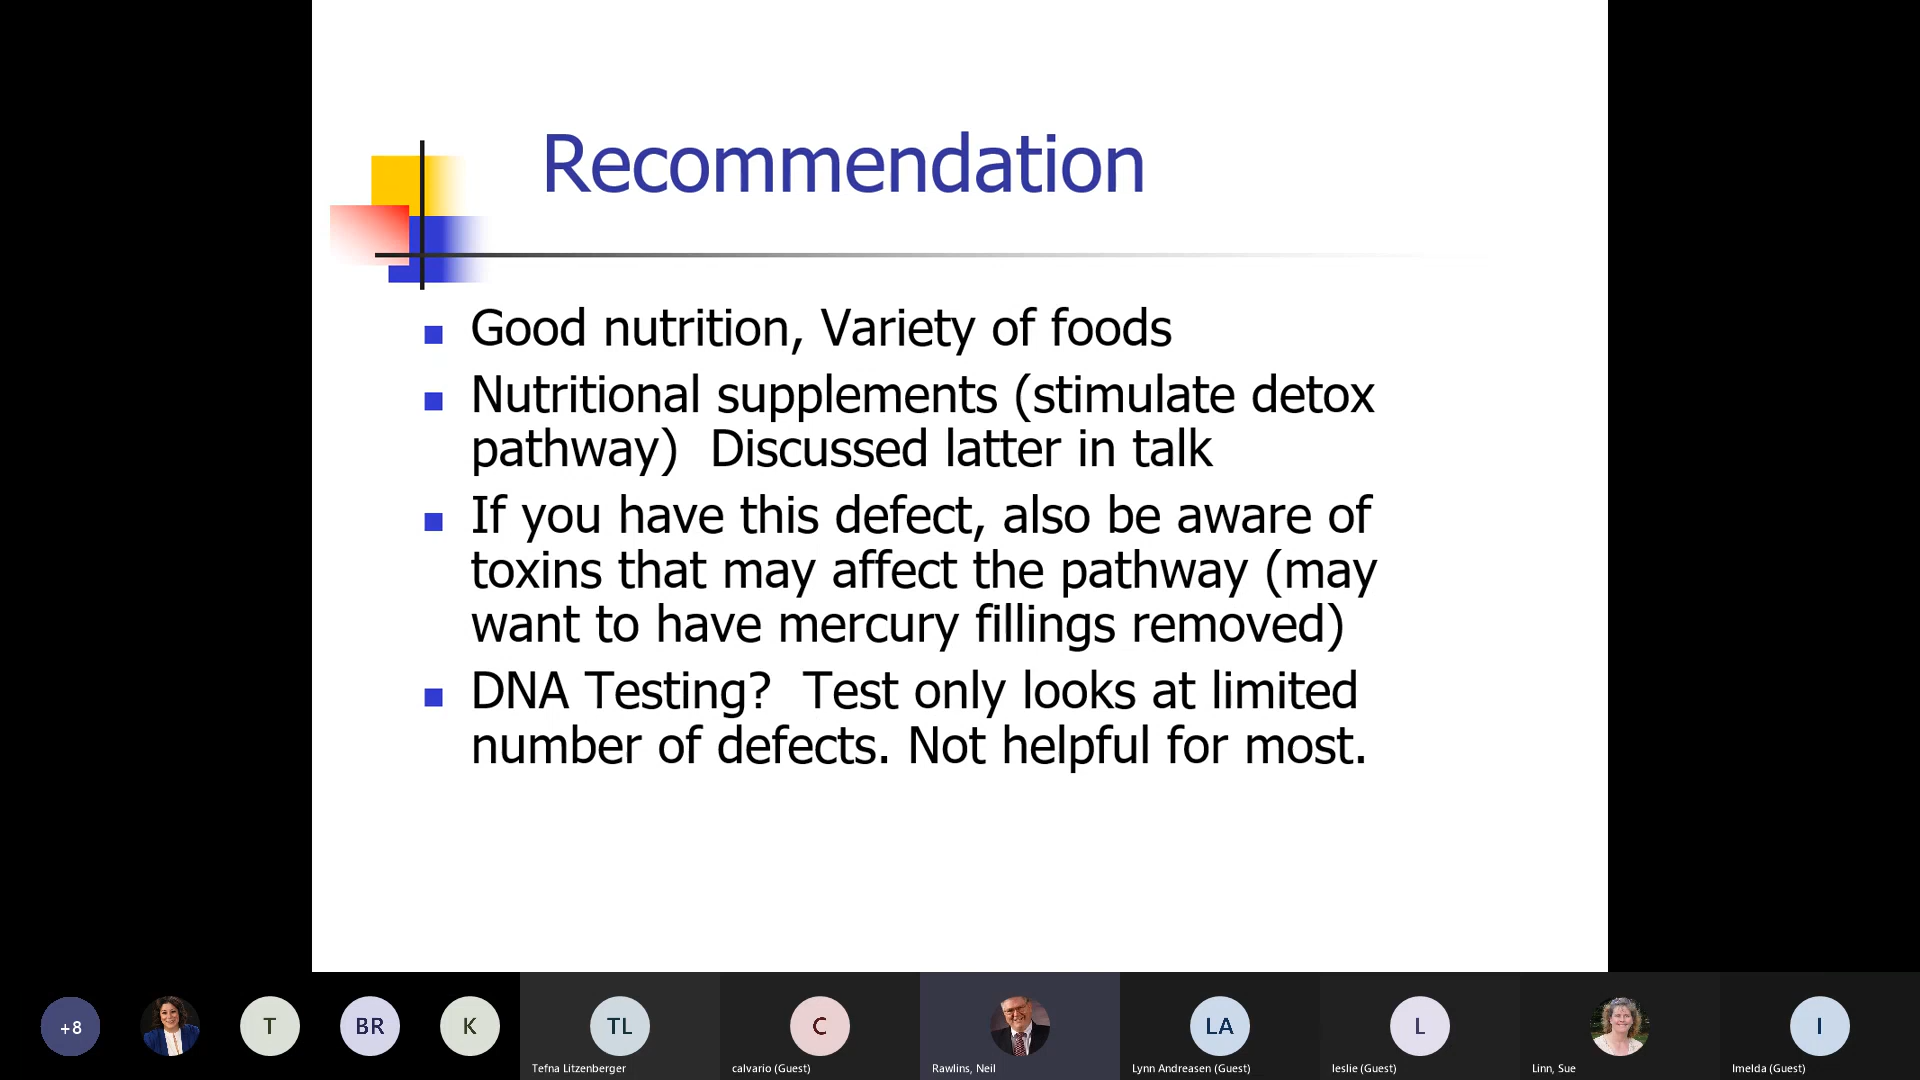 Recommendation
Good nutrition, Variety of foods
Nutritional supplements (stimulate detox
pathway)  Discussed latter in talk
If you have this defect, also be aware of
toxins that may affect the pathway (may
want to have mercury fillings removed)
DNA Testing?  Test only looks at limited
number of defects. Not helpful for most.
+8
T
BR
K
TL
C
LA
L
I
Tefna Litzenberger
calvario (Guest)
Rawlins, Neil
Lynn Andreasen (Guest)
leslie (Guest)
Linn, Sue
Imelda (Guest)